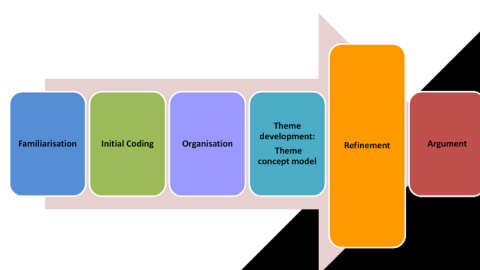 Familiarisation
Initial Coding
Organisation
Theme
development:
Theme
concept model
Refinement
Argument